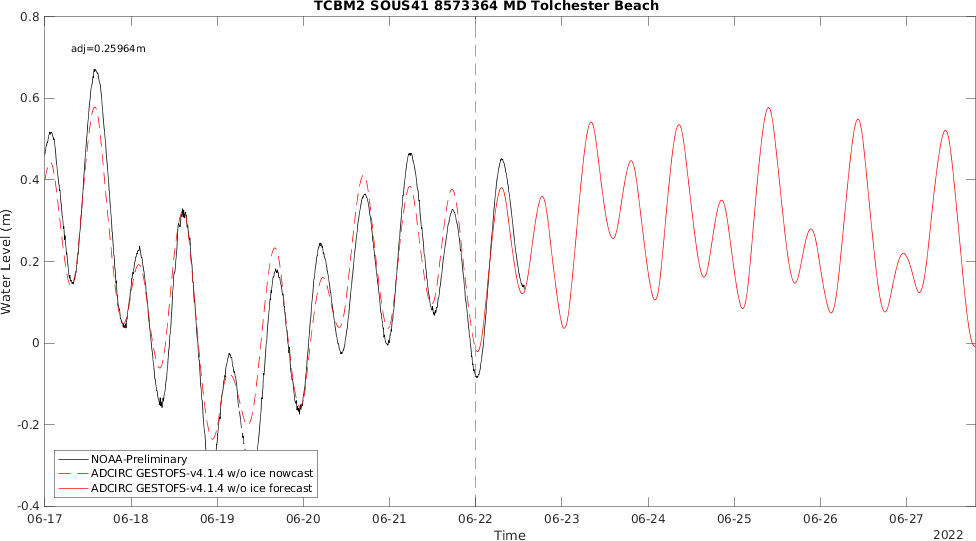 TCBM2 SOUS41 8573364 MD Tolchester Beach
adj=0.25964m
0.8
0.6
0.4
0.2
0
-0.2
-0.4
Water Level (m)
NOAA-Preliminary
ADCIRC GESTOFS-v4.1.4 w/o ice nowcast
ADCIRC GESTOFS-v4.1.4 w/o ice forecast
06-17 06-18 06-19 06-20 06-21 06-22 06-23 06-24 06-25 06-26 06-27
Time
2022